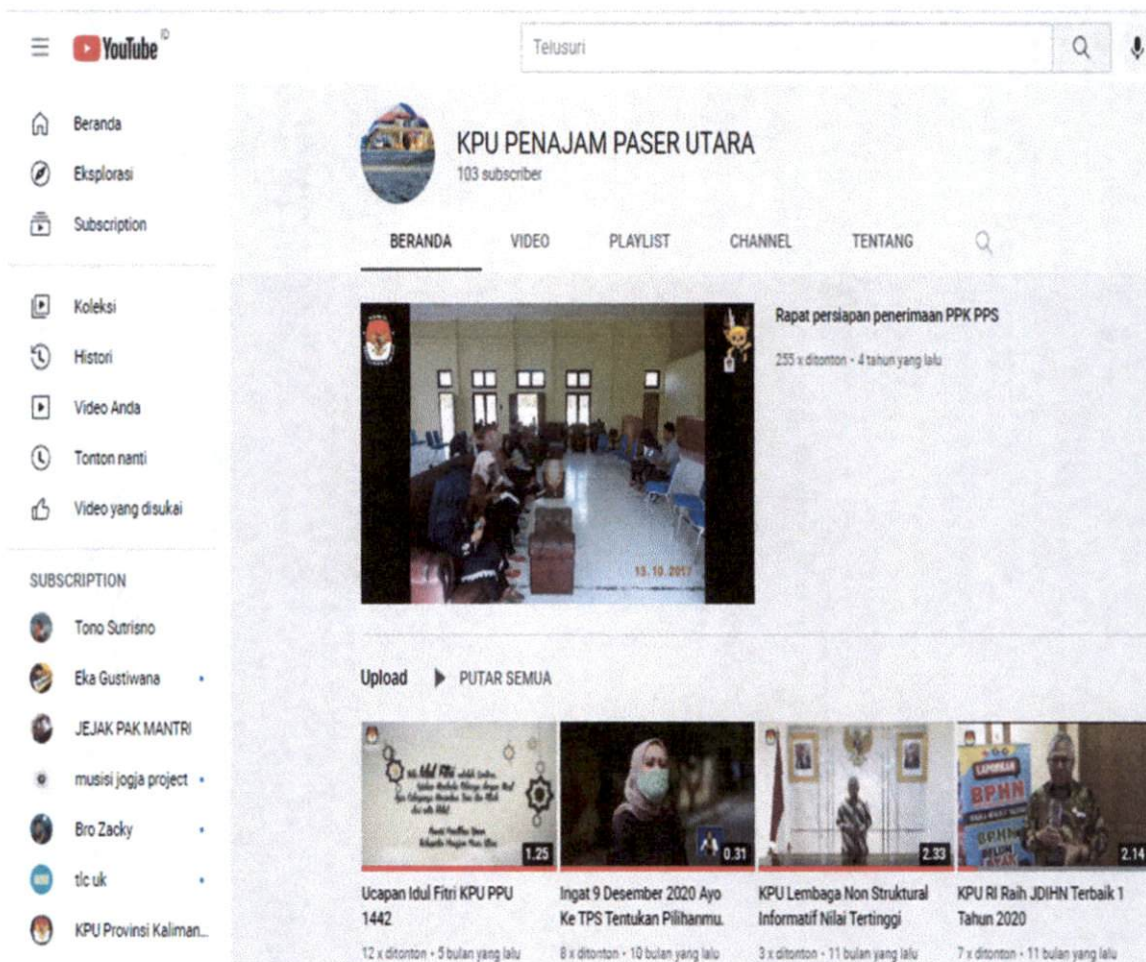 YouTube ID
Telusuri
Beranda
Eksplorasi
Subscription
Koleksi
Histori
Video Anda
Tonton nanti
Video yang disukai
SUBSCRIPTION
Tono Sutrisno
Eka Gustiwana
JEJAK PAK MANTRI
musisi jogja project
Bro Zacky
tlc uk
KPU Provinsi Kaliman...
KPU PENAJAM PASER UTARA
103 subscriber
BERANDA VIDEO PLAYLIST CHANNEL TENTANG
13.10.2017
Rapat persiapan penerimaan PPK PPS
255 x ditonton • 4 tahun yang lalu
Upload PUTAR SEMUA
Idul Fitri
1.25
Ucapan Idul Fitri KPU PPU
1442
12 x ditonton • 5 bulan yang lalu
0.31
Ingat 9 Desember 2020 Ayo
Ke TPS Tentukan Pilihanmu.
8 x ditonton • 10 bulan yang lalu
2.33
KPU Lembaga Non Struktural
Informatif Nilai Tertinggi
3 x ditonton • 11 bulan yang lalu
LAPORKAN
BPHN
2.14
KPU RI Raih JDIHN Terbaik 1
Tahun 2020
7 x ditonton • 11 bulan yang lalu